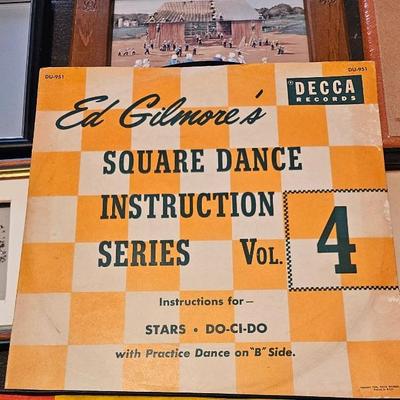 DU-951
DU-951
DECCA
RECORDS
Ed Gilmore's
SQUARE DANCE
INSTRUCTION
SERIES VOL. 4
Instructions for—
STARS • DO-CI-DO
with Practice Dance on "B" Side.